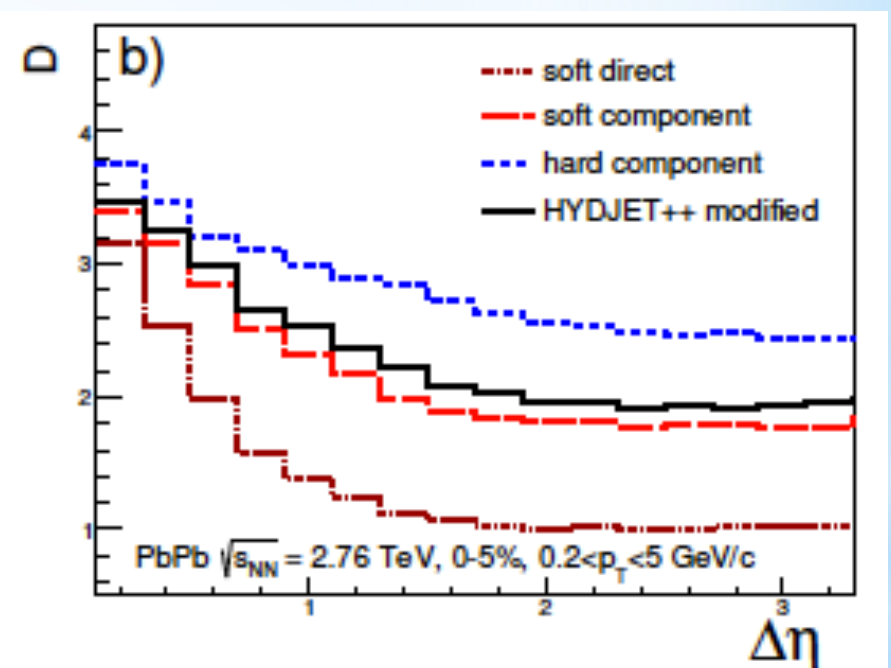 D
b)
soft direct
soft component
hard component
HYDJET++ modified
4
3
2
1
PbPb √sNN = 2.76 TeV, 0-5%, 0.2<pT<5 GeV/c
1 2 3
Δη